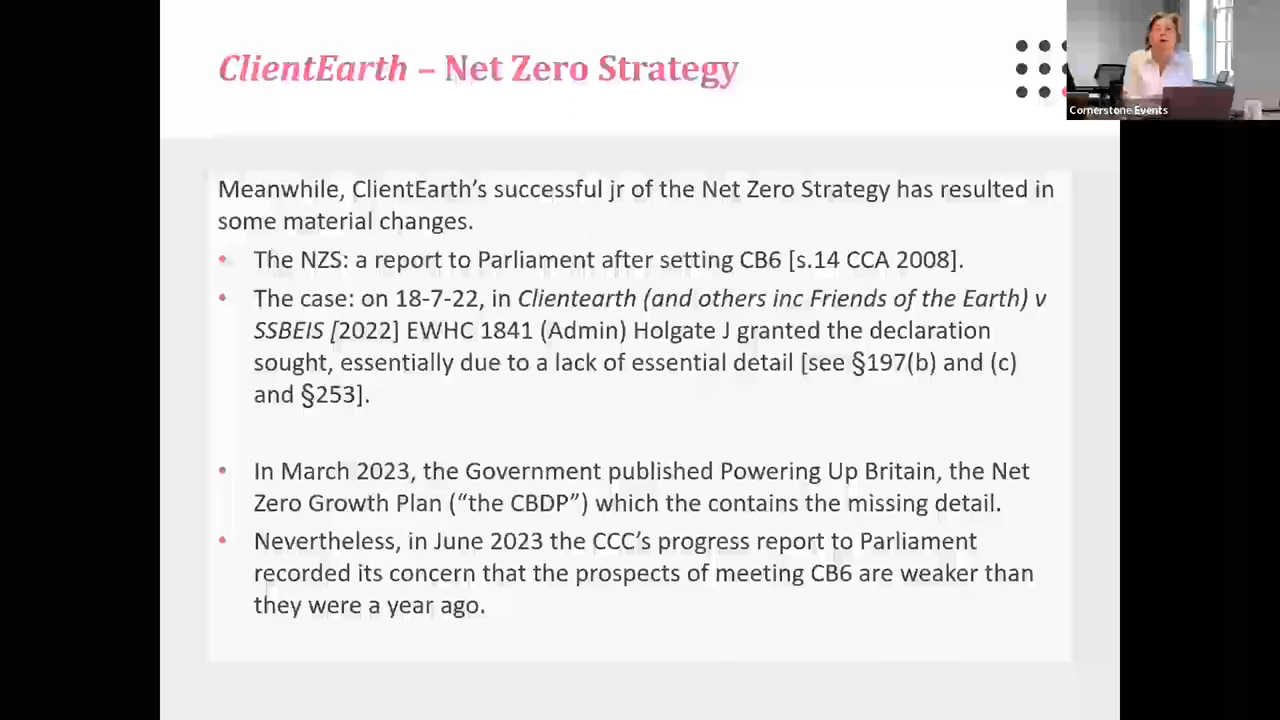 ClientEarth – Net Zero Strategy
Cornerstone Events
Meanwhile, ClientEarth’s successful jr of the Net Zero Strategy has resulted in
some material changes.
• The NZS: a report to Parliament after setting CB6 [s.14 CCA 2008].
• The case: on 18-7-22, in Clientearth (and others inc Friends of the Earth) v
SSBEIS [2022] EWHC 1841 (Admin) Holgate J granted the declaration
sought, essentially due to a lack of essential detail [see §197(b) and (c)
and §253].
• In March 2023, the Government published Powering Up Britain, the Net
Zero Growth Plan (“the CBDP”) which the contains the missing detail.
• Nevertheless, in June 2023 the CCC’s progress report to Parliament
recorded its concern that the prospects of meeting CB6 are weaker than
they were a year ago.